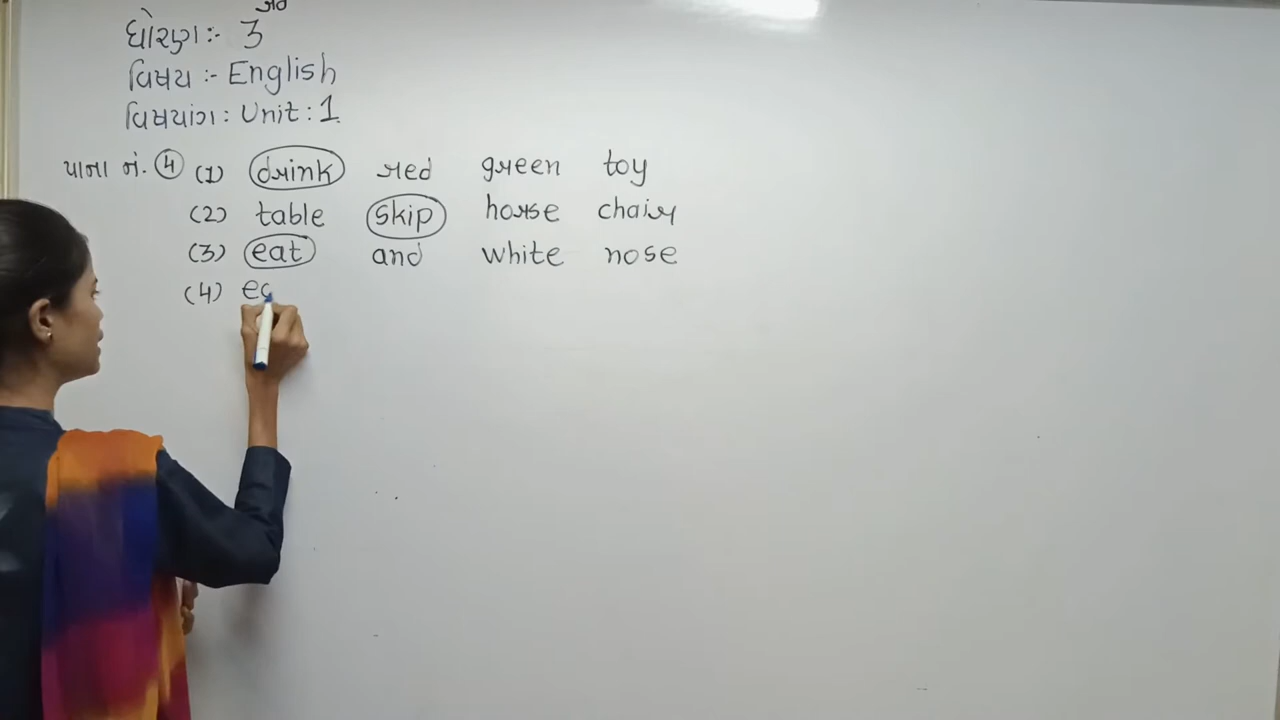 ધોરણ :- 3
વિષય :- English
વિષયાંગ : Unit : 1
પાના નં. 4 (1) drink red green toy
(2) table skip horse chair
(3) eat and white nose
(4)